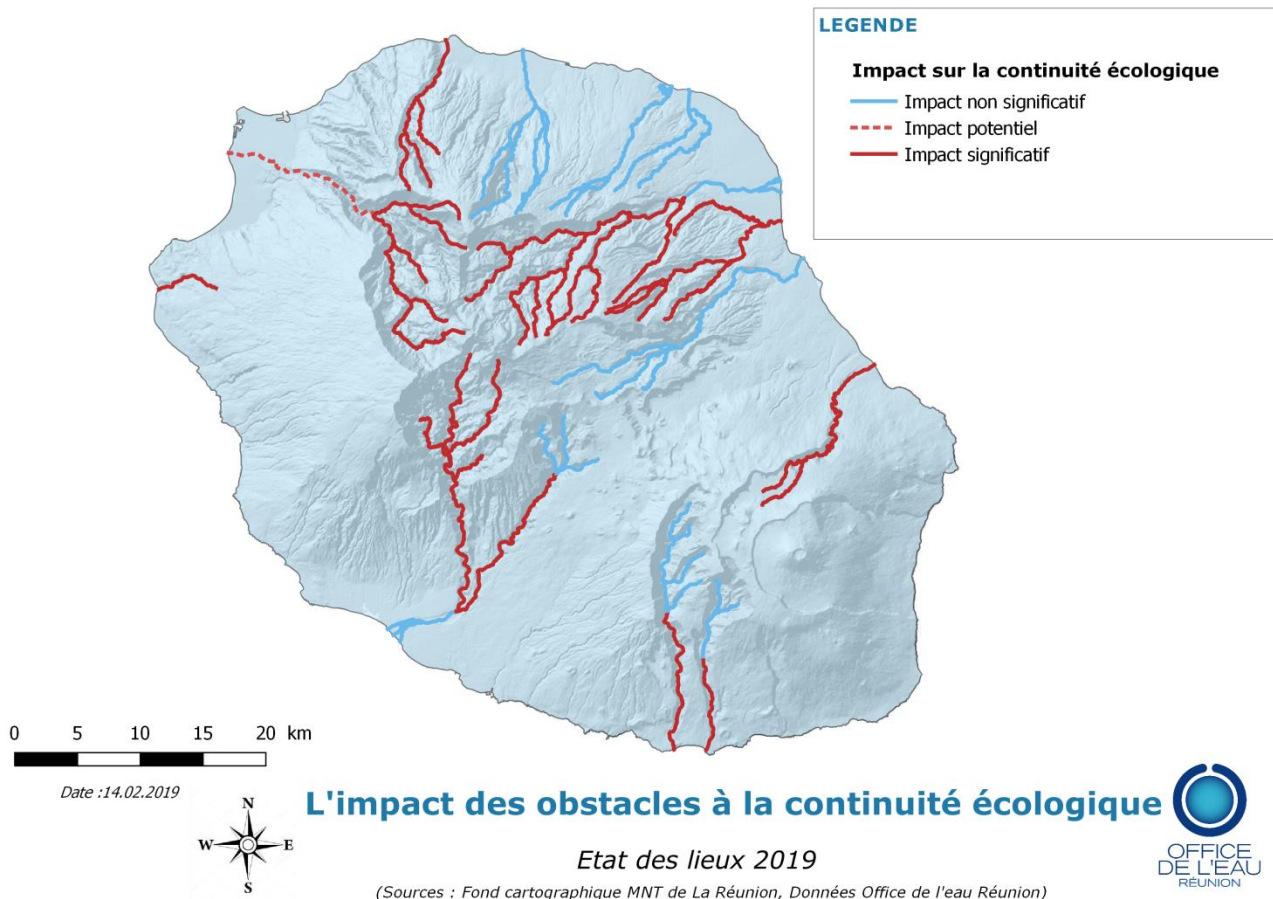 LEGENDE
Impact sur la continuité écologique
Impact non significatif
Impact potentiel
Impact significatif
0 5 10 15 20 km
Date :14.02.2019
N
W E
S
L'impact des obstacles à la continuité écologique
Etat des lieux 2019
(Sources : Fond cartographique MNT de La Réunion, Données Office de l'eau Réunion)
OFFICE
DE L'EAU
RÉUNION